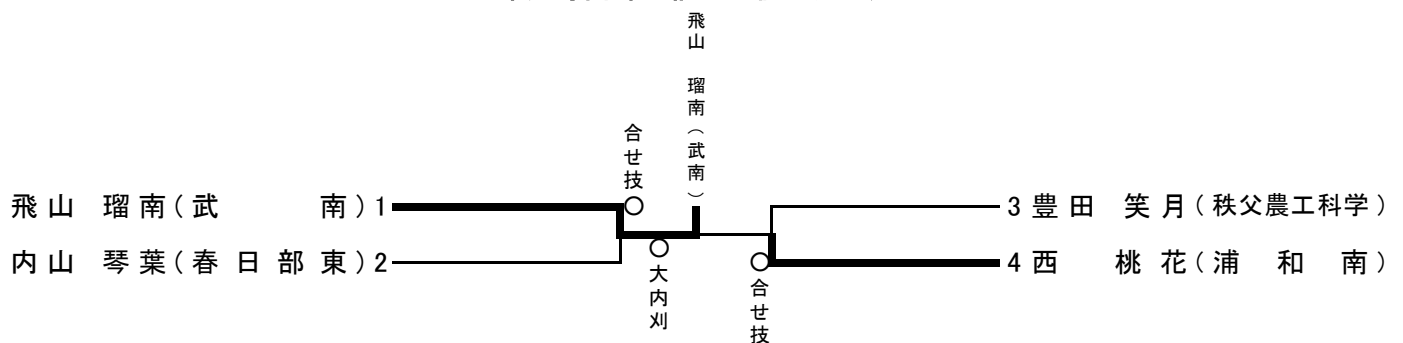 飛山 瑠南(武南)
合せ技
飛山 瑠南(武 南)1
3 豊田 笑月(秩父農工科学)
内山 琴葉(春日部東)2
4 西 桃花(浦 和 南)
大内刈
合せ技